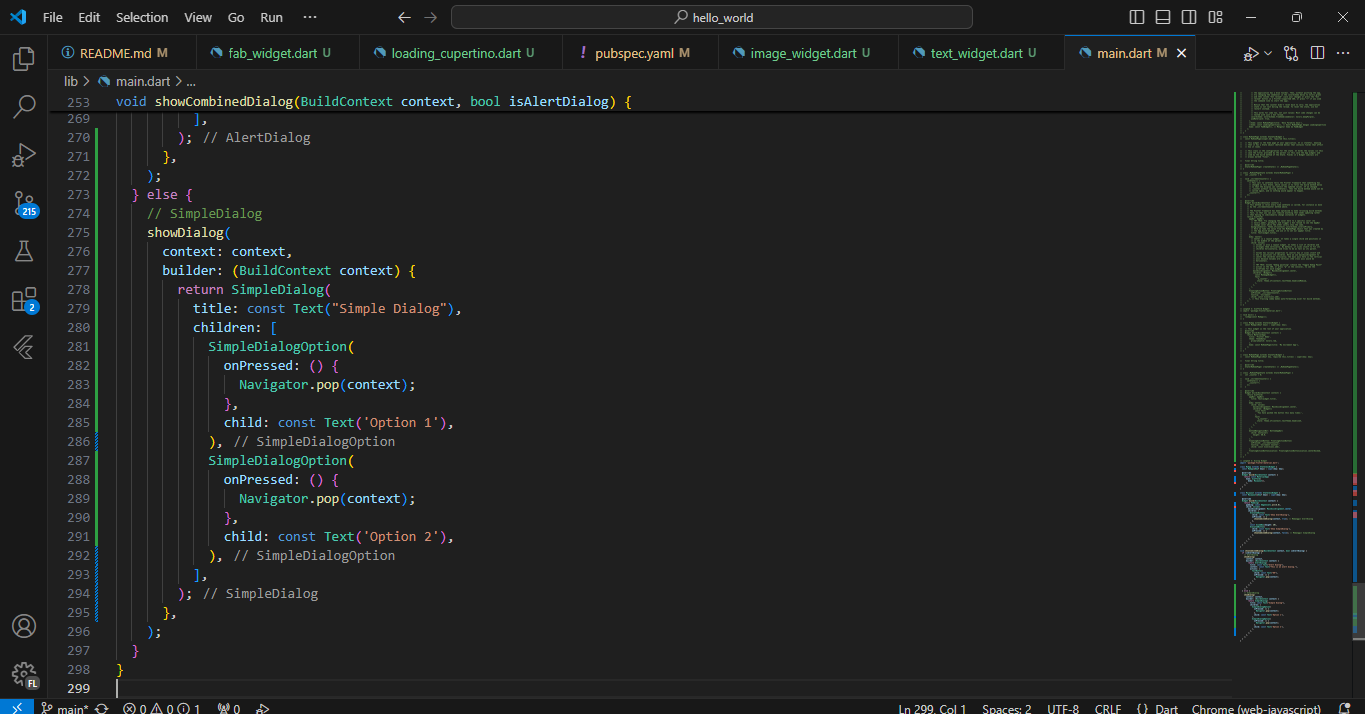 File Edit Selection View Go Run ··· hello_world
README.md M fab_widget.dart U loading_cupertino.dart U pubspec.yaml M image_widget.dart U text_widget.dart U main.dart M
lib > main.dart > ...
253 void showCombinedDialog(BuildContext context, bool isAlertDialog) {
269 ],
270 ); // AlertDialog
271 },
272 );
273 } else {
274 // SimpleDialog
275 showDialog(
276 context: context,
277 builder: (BuildContext context) {
278 return SimpleDialog(
279 title: const Text("Simple Dialog"),
280 children: [
281 SimpleDialogOption(
282 onPressed: () {
283 Navigator.pop(context);
284 },
285 child: const Text('Option 1'),
286 ), // SimpleDialogOption
287 SimpleDialogOption(
288 onPressed: () {
289 Navigator.pop(context);
290 },
291 child: const Text('Option 2'),
292 ), // SimpleDialogOption
293 ],
294 ); // SimpleDialog
295 },
296 );
297 }
298 }
299
215
2
FL
main* 0 0 1 0 Ln 299, Col 1 Spaces: 2 UTF-8 CRLF {} Dart Chrome (web-javascript)